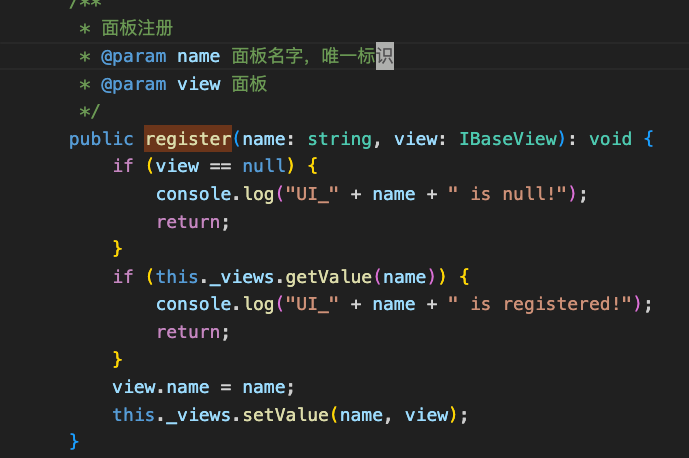 /**
* 面板注册
* @param name 面板名字，唯一标识
* @param view 面板
*/
public register(name: string, view: IBaseView): void {
if (view == null) {
console.log("UI_" + name + " is null!");
return;
}
if (this._views.getValue(name)) {
console.log("UI_" + name + " is registered!");
return;
}
view.name = name;
this._views.setValue(name, view);
}